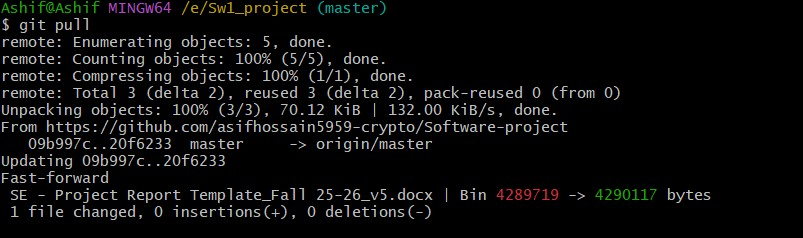 Ashif@Ashif MINGW64 /e/Sw1_project (master)
$ git pull
remote: Enumerating objects: 5, done.
remote: Counting objects: 100% (5/5), done.
remote: Compressing objects: 100% (1/1), done.
remote: Total 3 (delta 2), reused 3 (delta 2), pack-reused 0 (from 0)
Unpacking objects: 100% (3/3), 70.12 KiB | 132.00 KiB/s, done.
From https://github.com/asifhossain5959-crypto/Software-project
   09b997c..20f6233  master     -> origin/master
Updating 09b997c..20f6233
Fast-forward
 SE - Project Report Template_Fall 25-26_v5.docx | Bin 4289719 -> 4290117 bytes
 1 file changed, 0 insertions(+), 0 deletions(-)